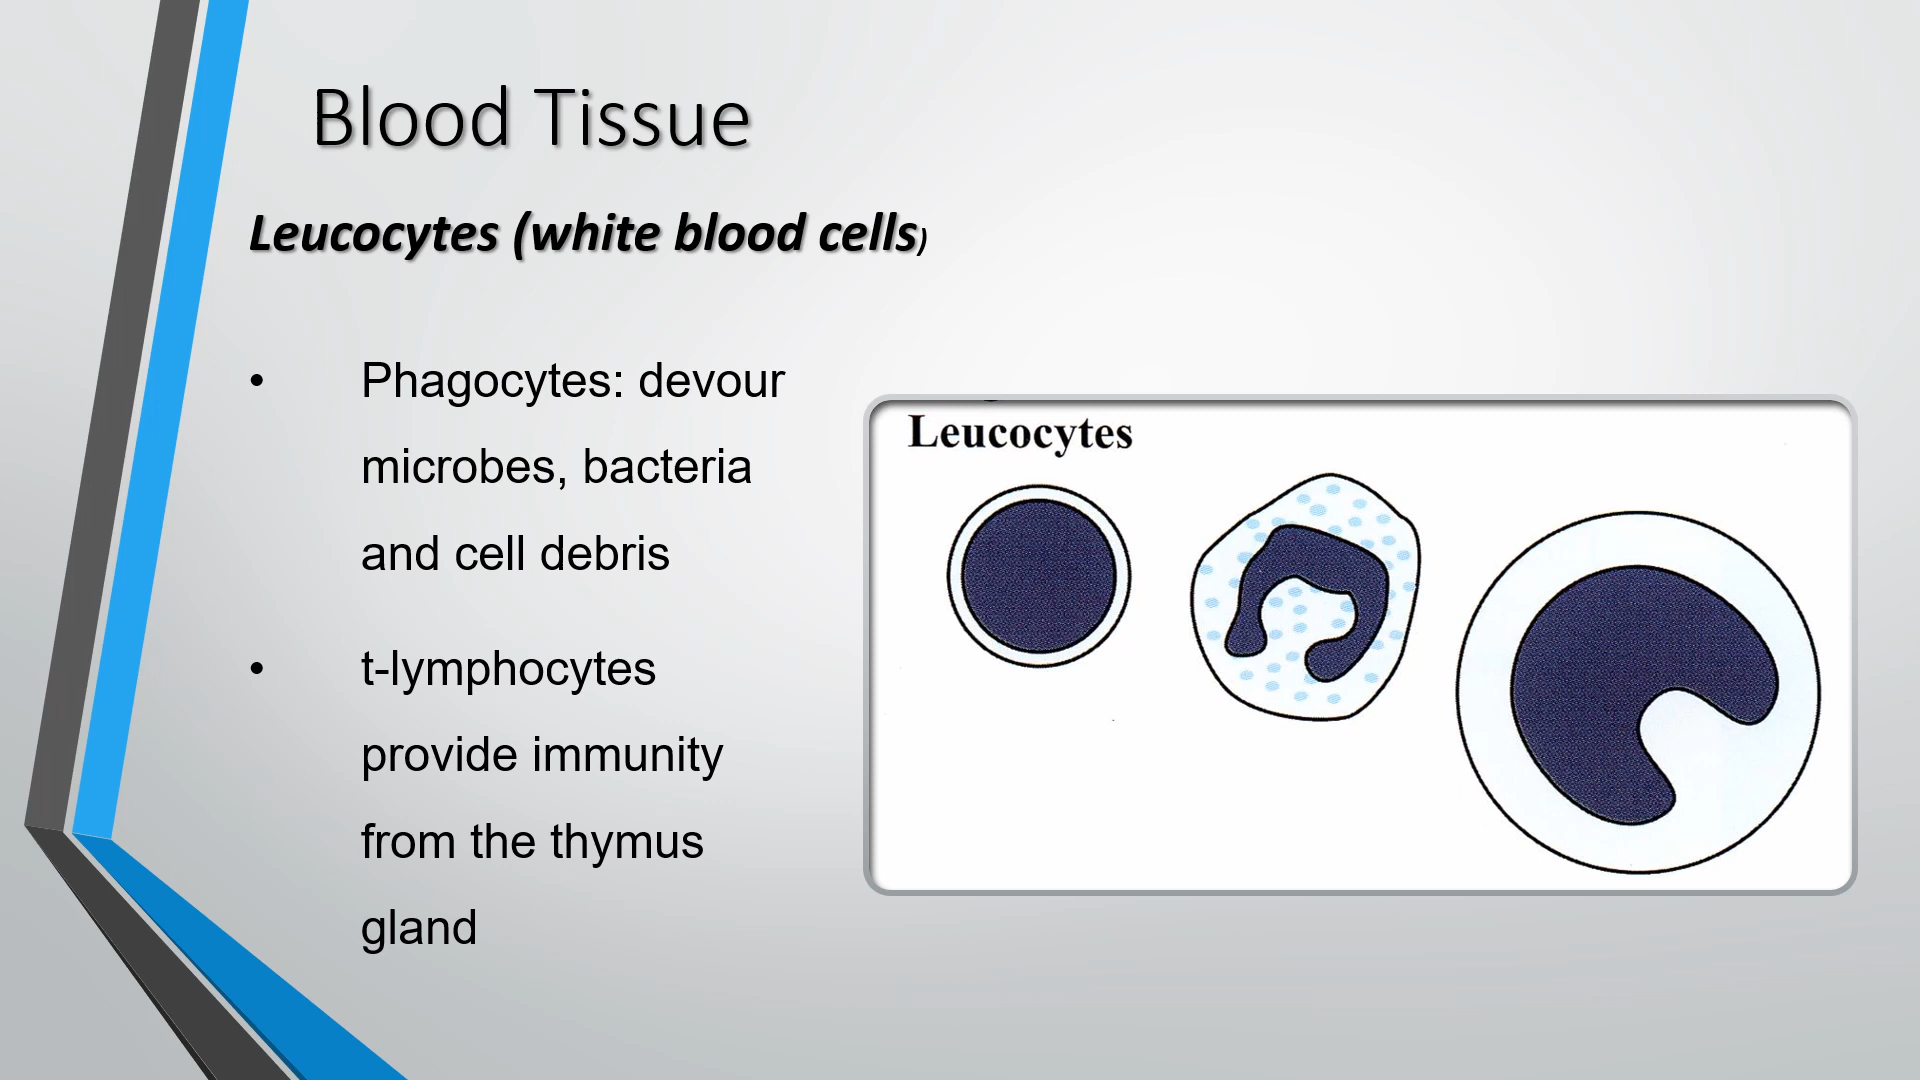 Blood Tissue
Leucocytes (white blood cells)
• Phagocytes: devour
microbes, bacteria
and cell debris
• t-lymphocytes
provide immunity
from the thymus
gland
Leucocytes